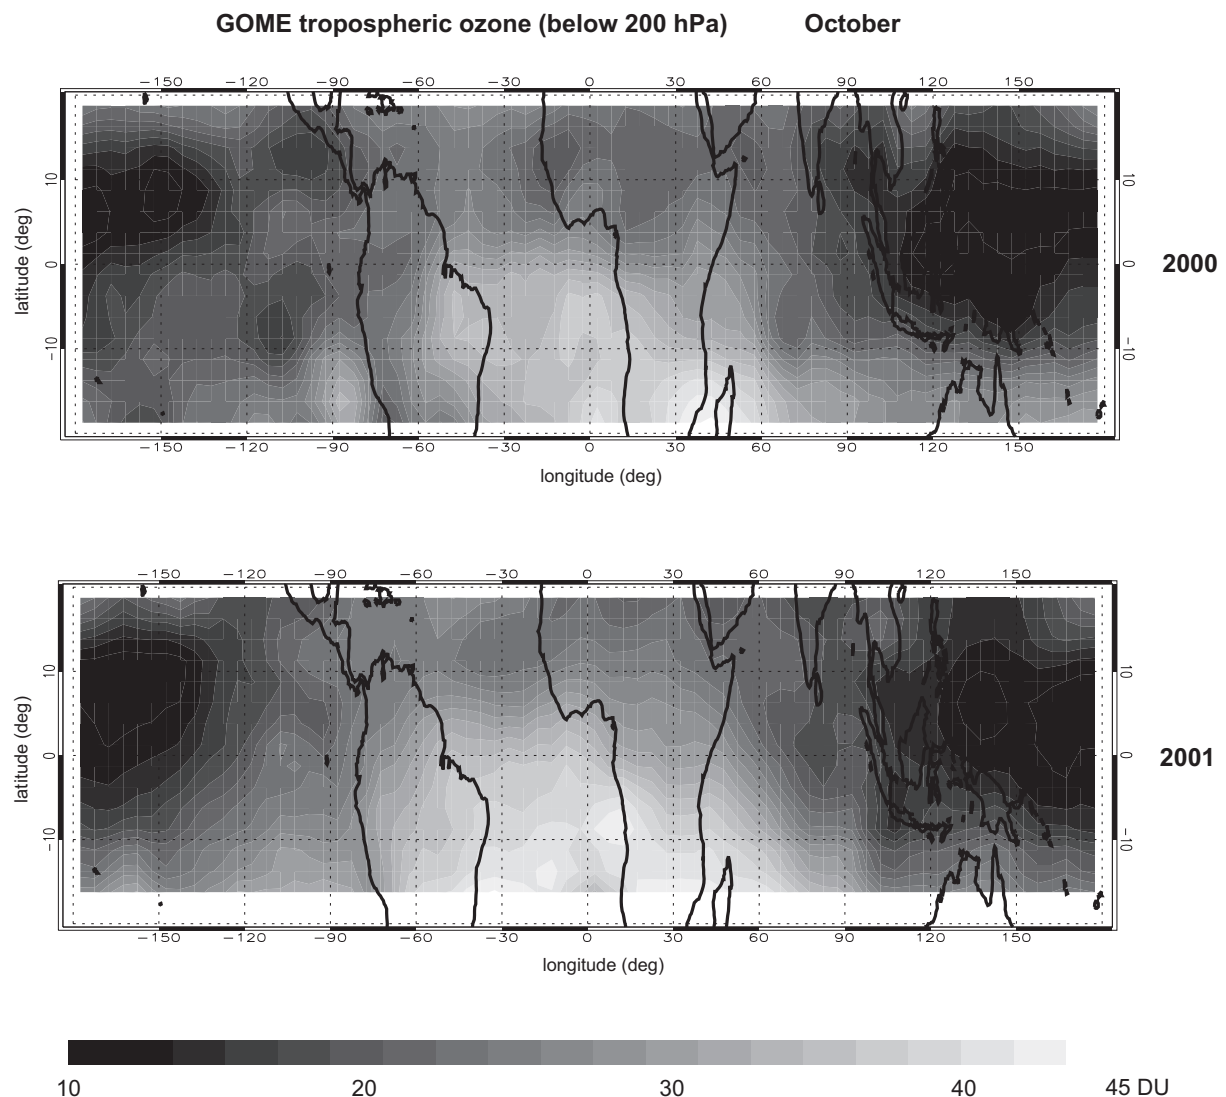 GOME tropospheric ozone (below 200 hPa) October
−150 −120 −90 −60 −30 0 30 60 90 120 150
latitude (deg)
10 10
0 0
−10 −10
2000
−150 −120 −90 −60 −30 0 30 60 90 120 150
longitude (deg)
−150 −120 −90 −60 −30 0 30 60 90 120 150
latitude (deg)
10 10
0 0
−10 −10
2001
−150 −120 −90 −60 −30 0 30 60 90 120 150
longitude (deg)
10 20 30 40 45 DU